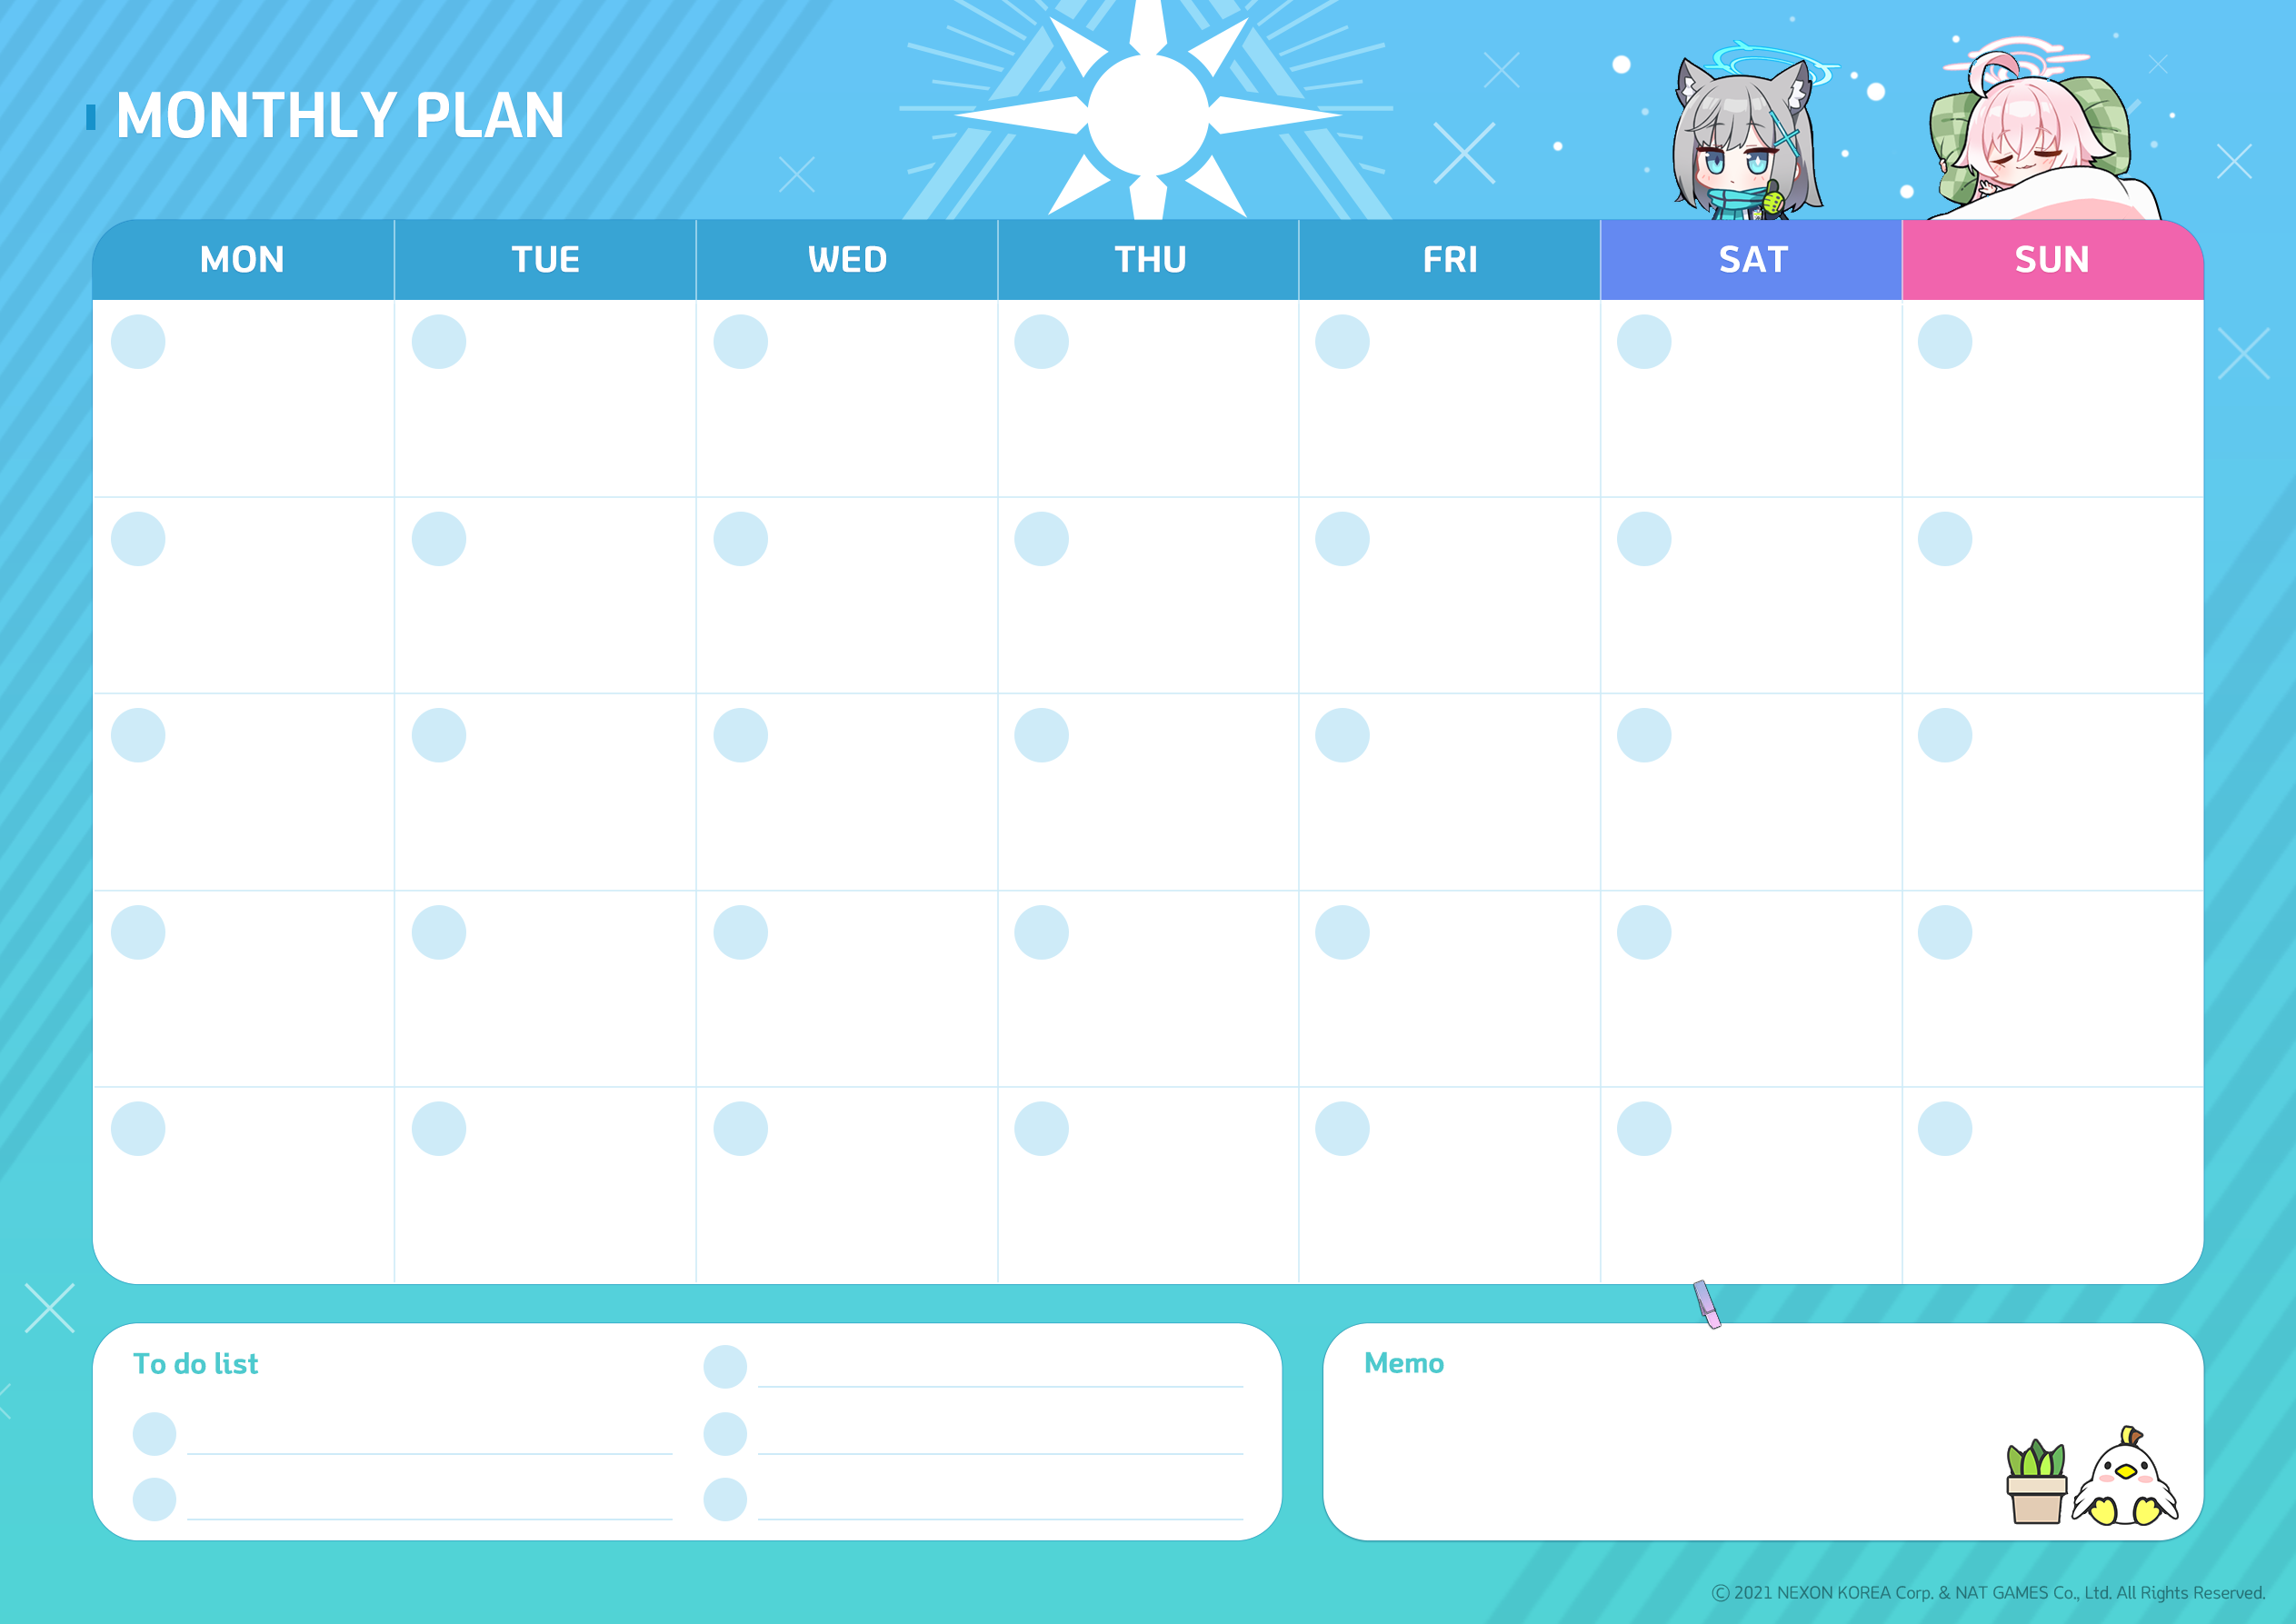 MONTHLY PLAN
MON TUE WED THU FRI SAT SUN
To do list
Memo
Ⓒ 2021 NEXON KOREA Corp. & NAT GAMES Co., Ltd. All Rights Reserved.